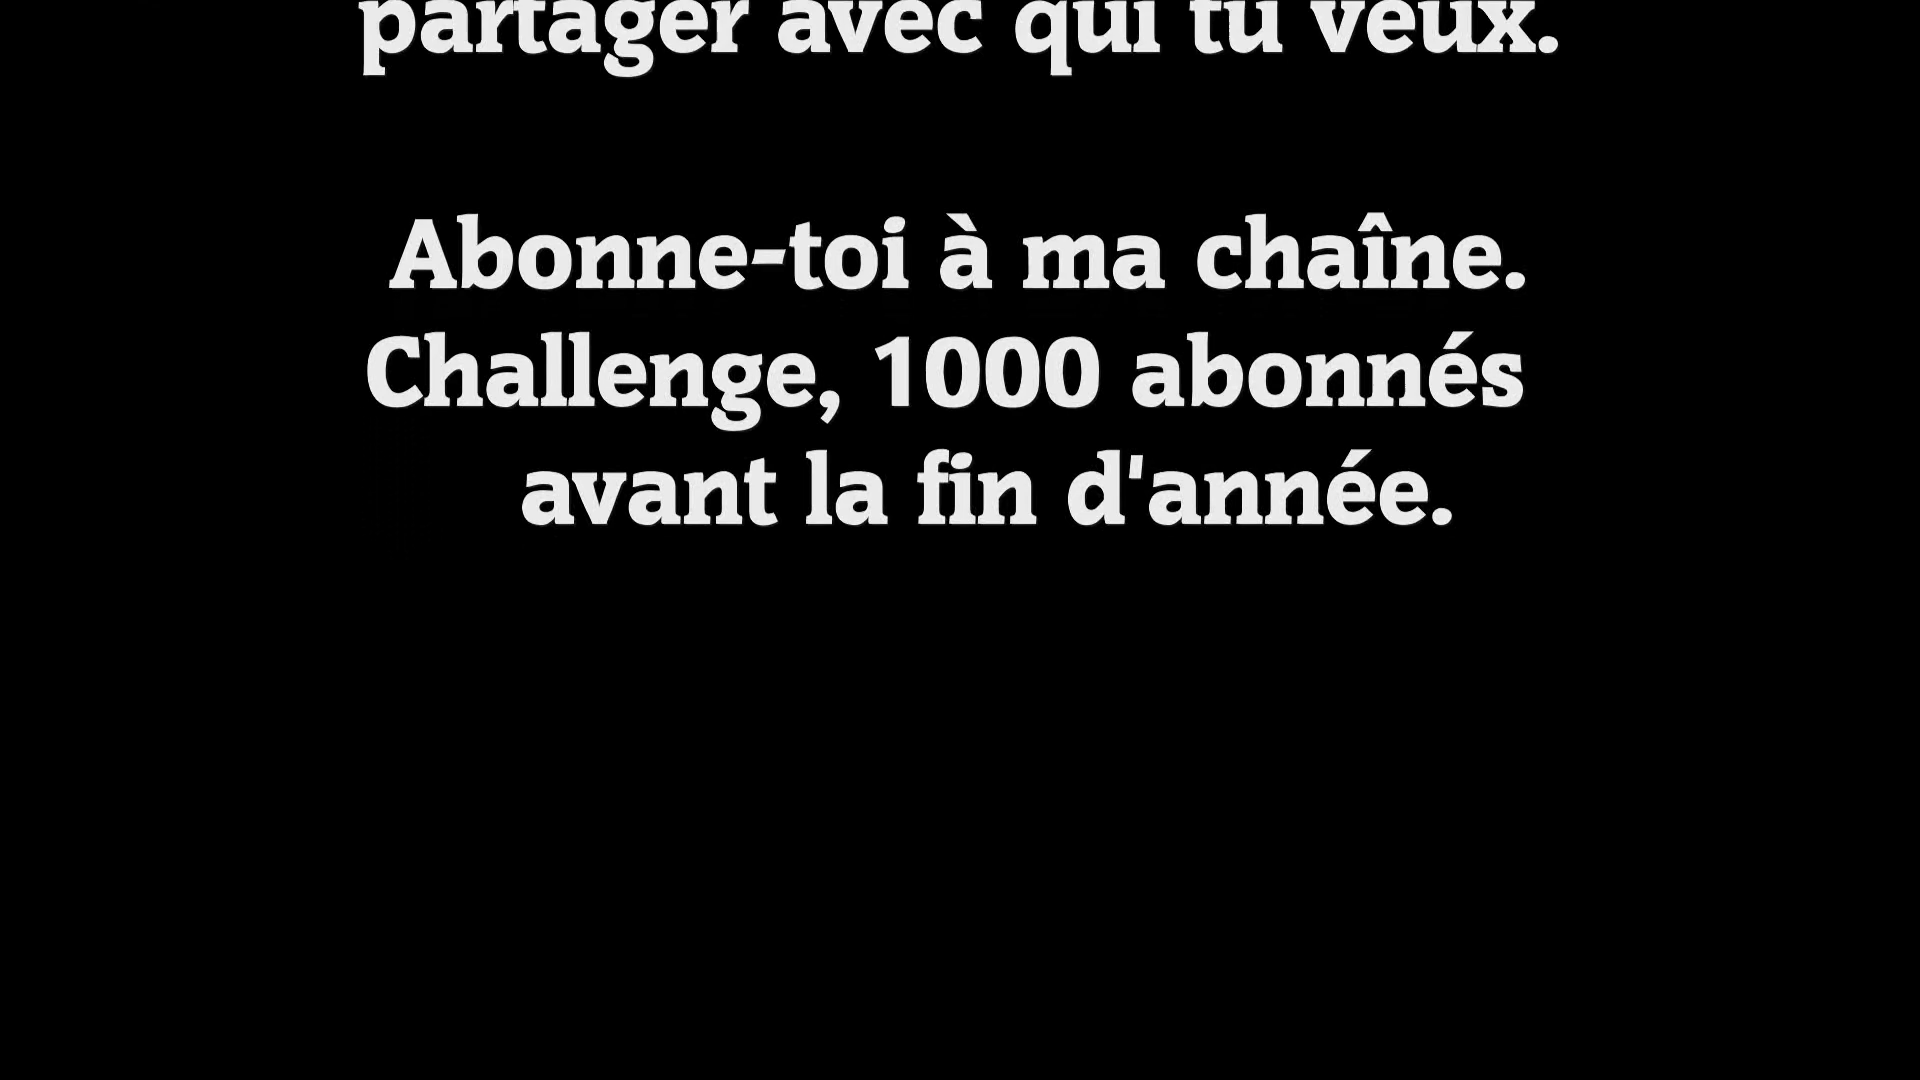 partager avec qui tu veux.
Abonne-toi à ma chaîne.
Challenge, 1000 abonnés
avant la fin d'année.